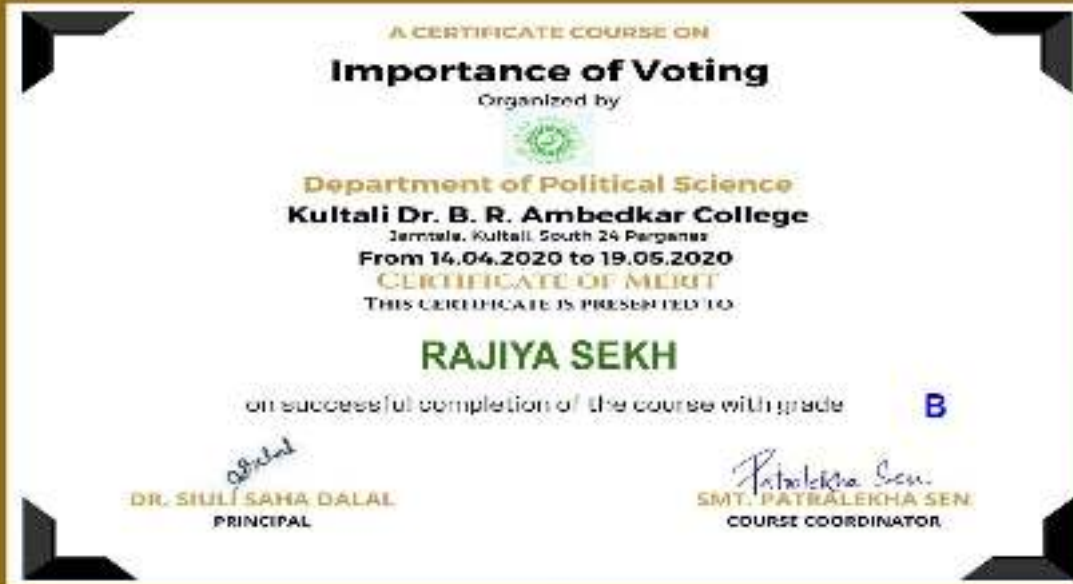 A CERTIFICATE COURSE ON
Importance of Voting
Organized by
Department of Political Science
Kultali Dr. B. R. Ambedkar College
Jamtala, Kultali, South 24 Parganas
From 14.04.2020 to 19.05.2020
CERTIFICATE OF MERIT
THIS CERTIFICATE IS PRESENTED TO
RAJIYA SEKH
on successful completion of the course with grade B
Patralekha Sen.
DR. SIULI SAHA DALAL
SMT. PATRALEKHA SEN
PRINCIPAL
COURSE COORDINATOR